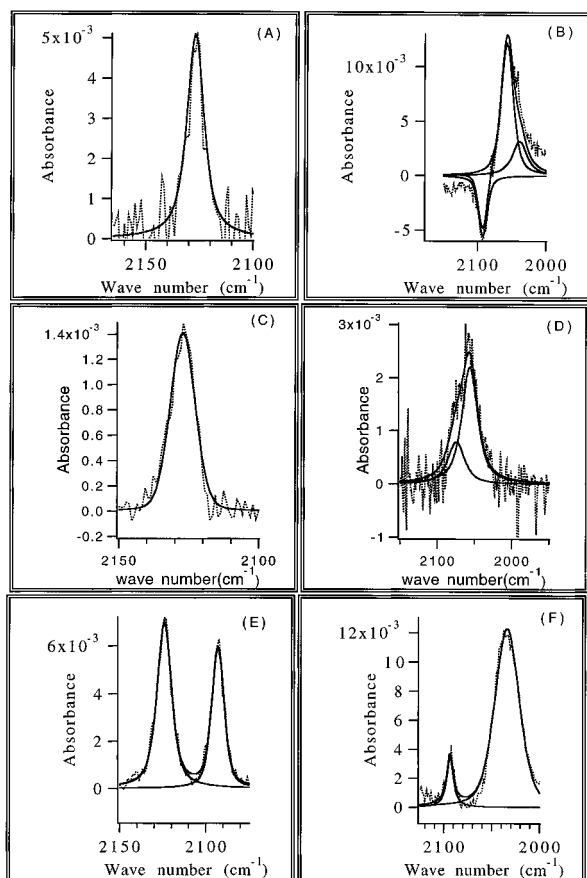 5x10⁻³
(A)
4
3
2
1
0
Absorbance
2150
2100
Wave number (cm⁻¹)
(B)
10x10⁻³
5
0
-5
Absorbance
2100
2000
Wave number (cm⁻¹)
(C)
1.4x10⁻³
1.2
1.0
0.8
0.6
0.4
0.2
0.0
-0.2
Absorbance
2150
2100
wave number(cm⁻¹)
(D)
3x10⁻³
2
1
0
-1
Absorbance
2100
2000
wave number(cm⁻¹)
(E)
6x10⁻³
4
2
0
Absorbance
2150
2100
Wave number (cm⁻¹)
(F)
12x10⁻³
10
8
6
4
2
0
Absorbance
2100
2000
Wave number (cm⁻¹)